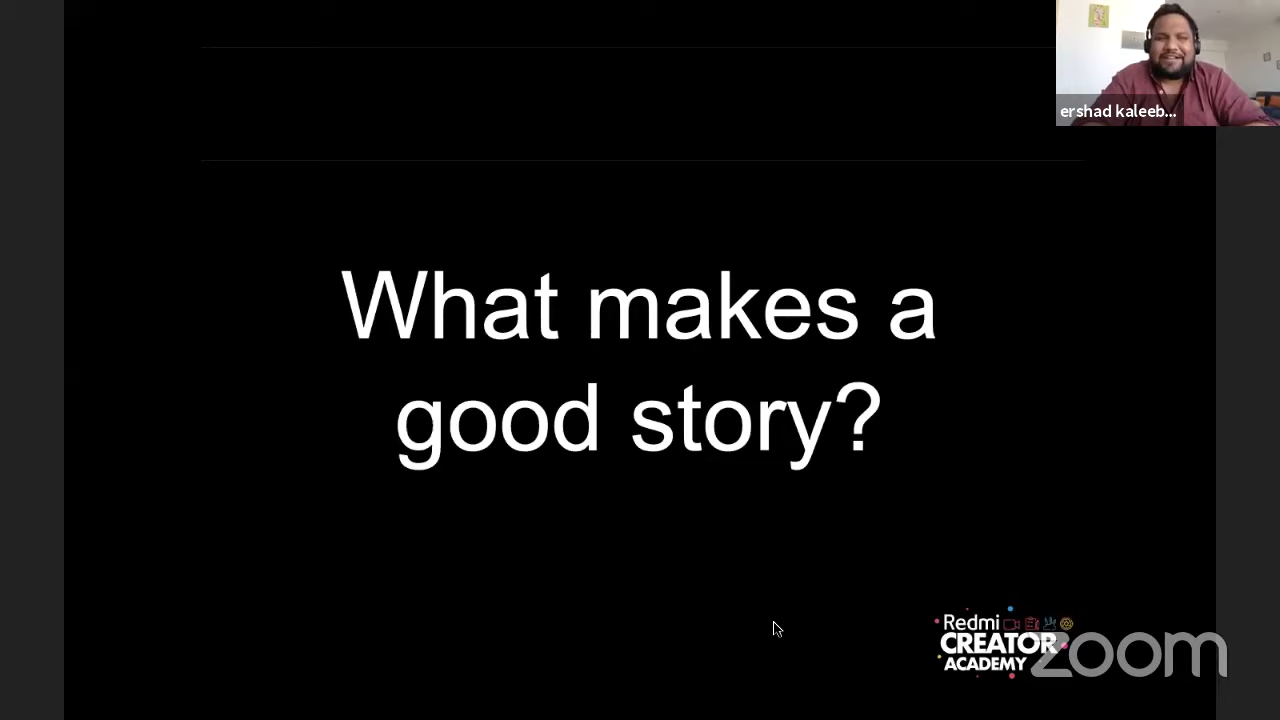 ershad kaleeb...
What makes a
good story?
Redmi
CREATOR
ACADEMY
zoom